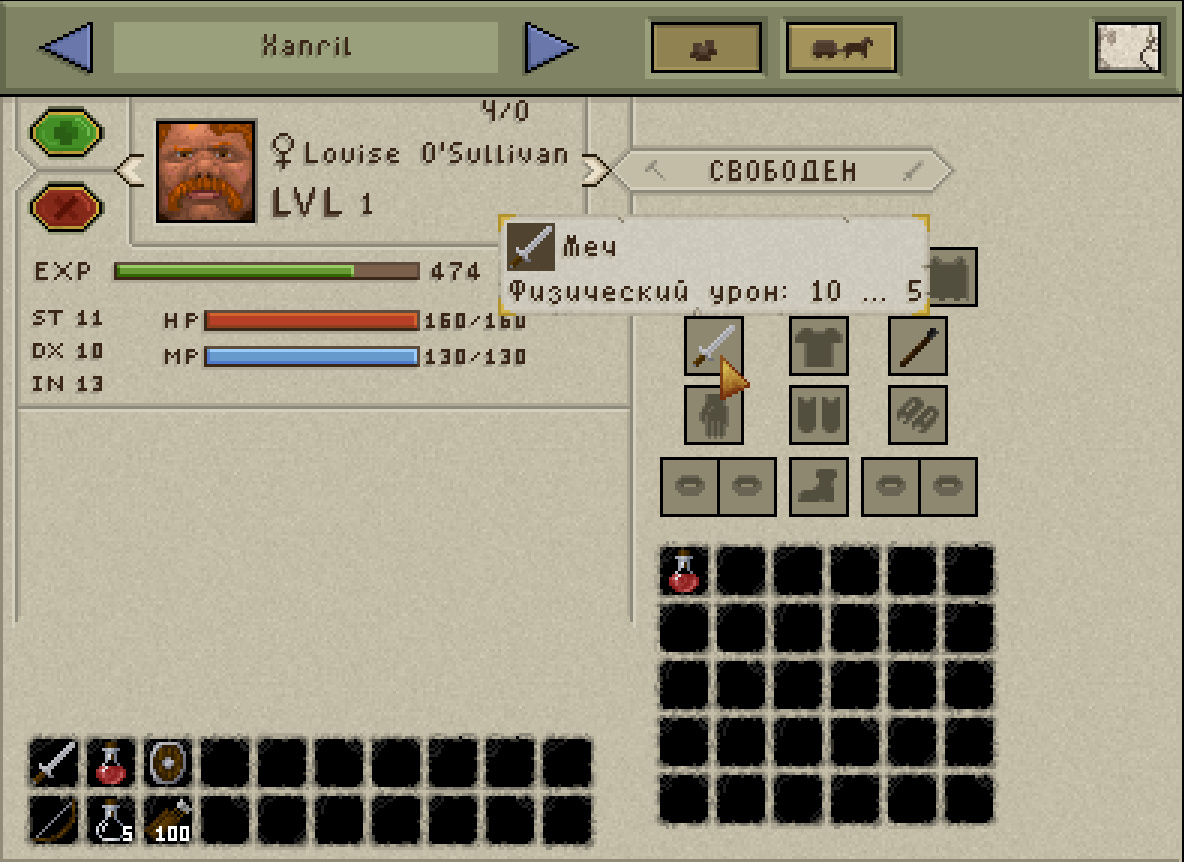 Xanril
4/0
Louise O'Sullivan
LVL 1
СВОБОДЕН
Меч
Физический урон: 10 ... 5
EXP 474
ST 11
HP 160/160
DX 10
MP 130/130
IN 13
5
100